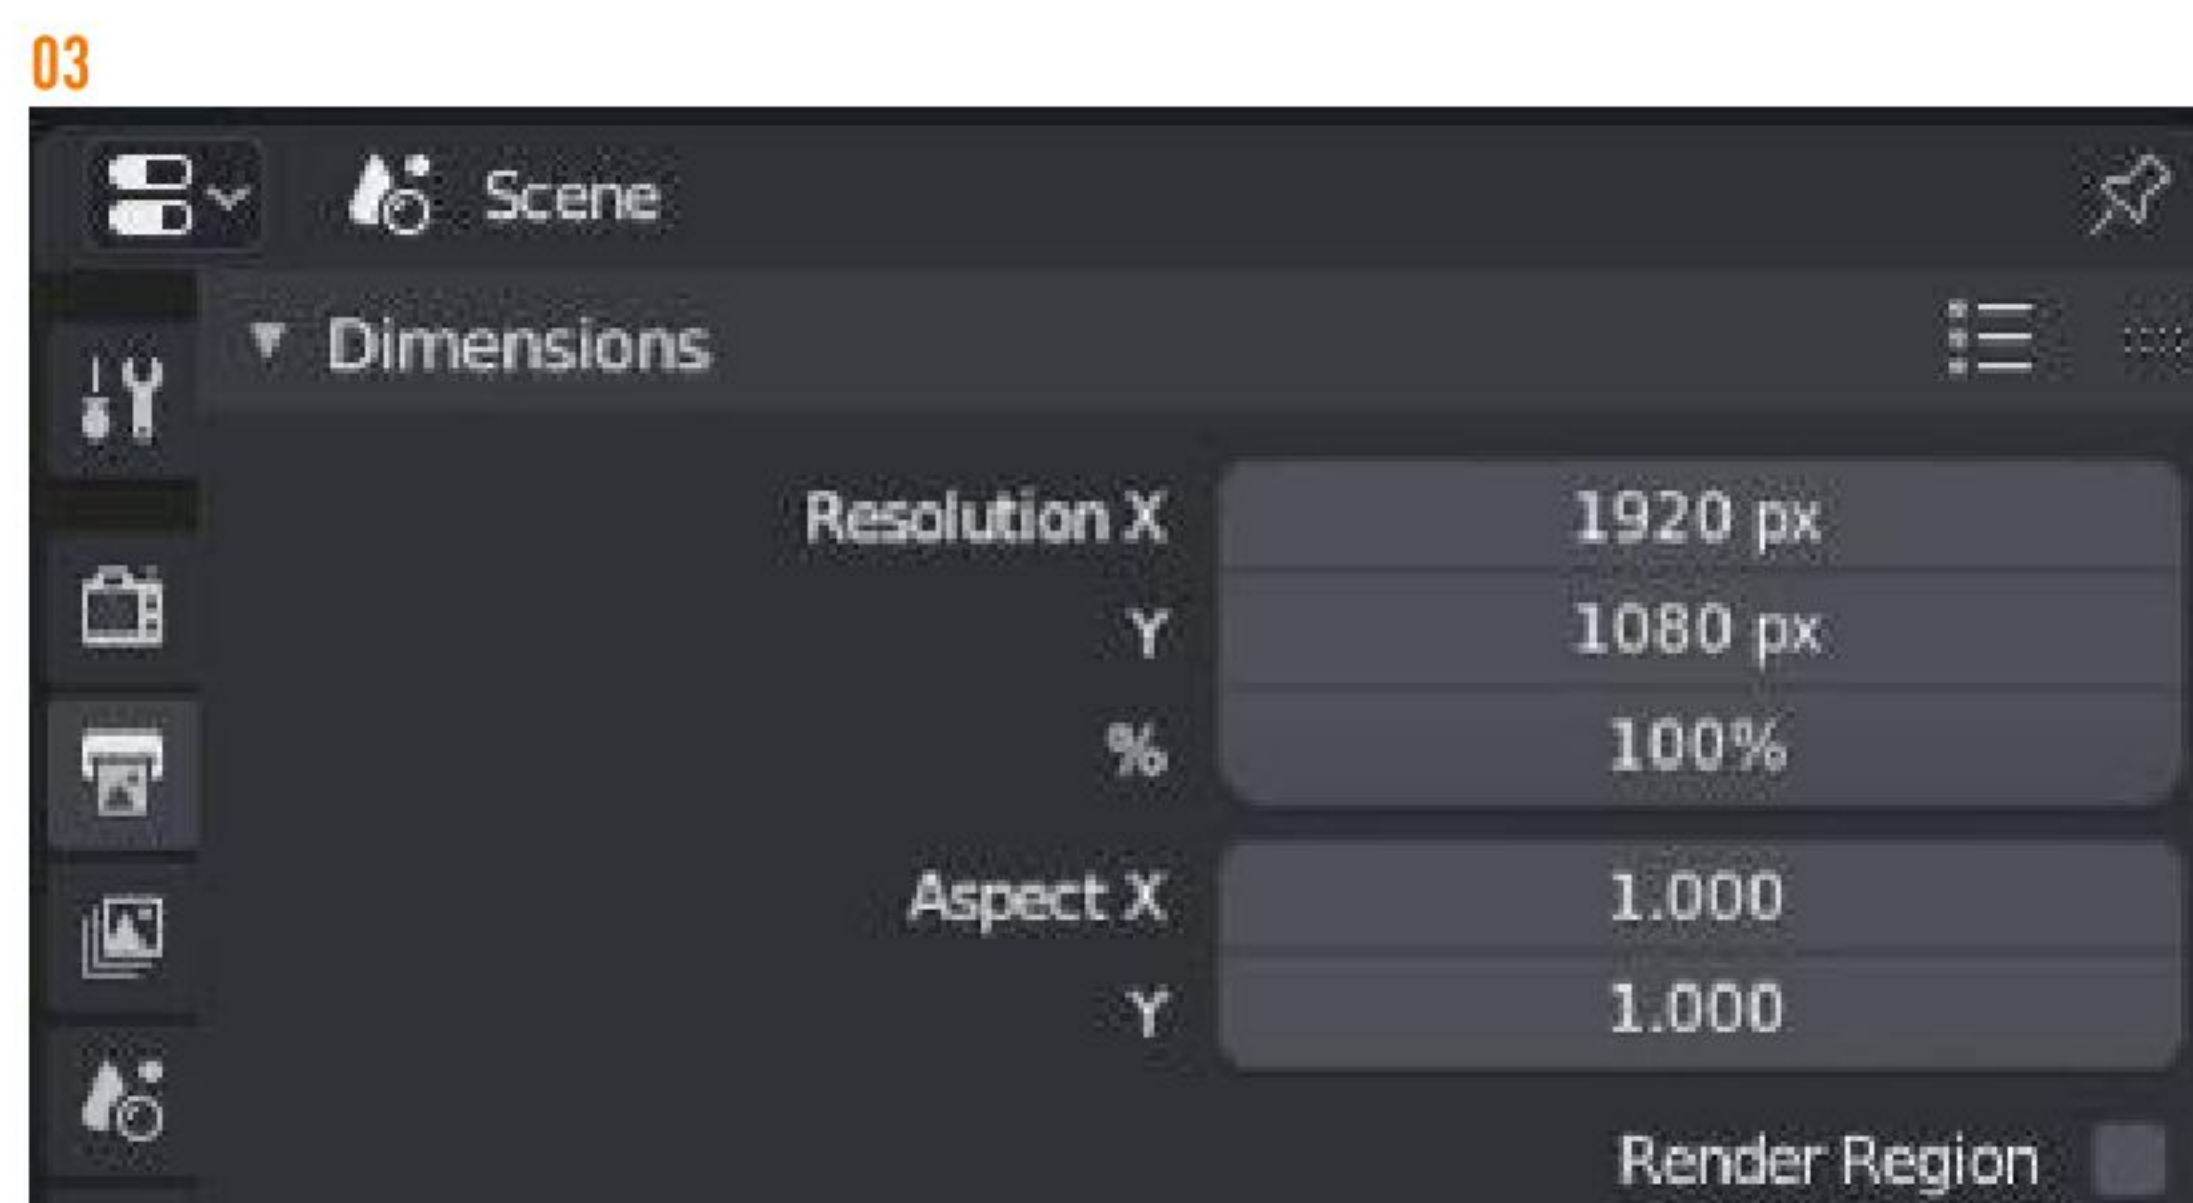 03
Scene
Dimensions
Resolution X 1920 px
Y 1080 px
% 100%
Aspect X 1.000
Y 1.000
Render Region